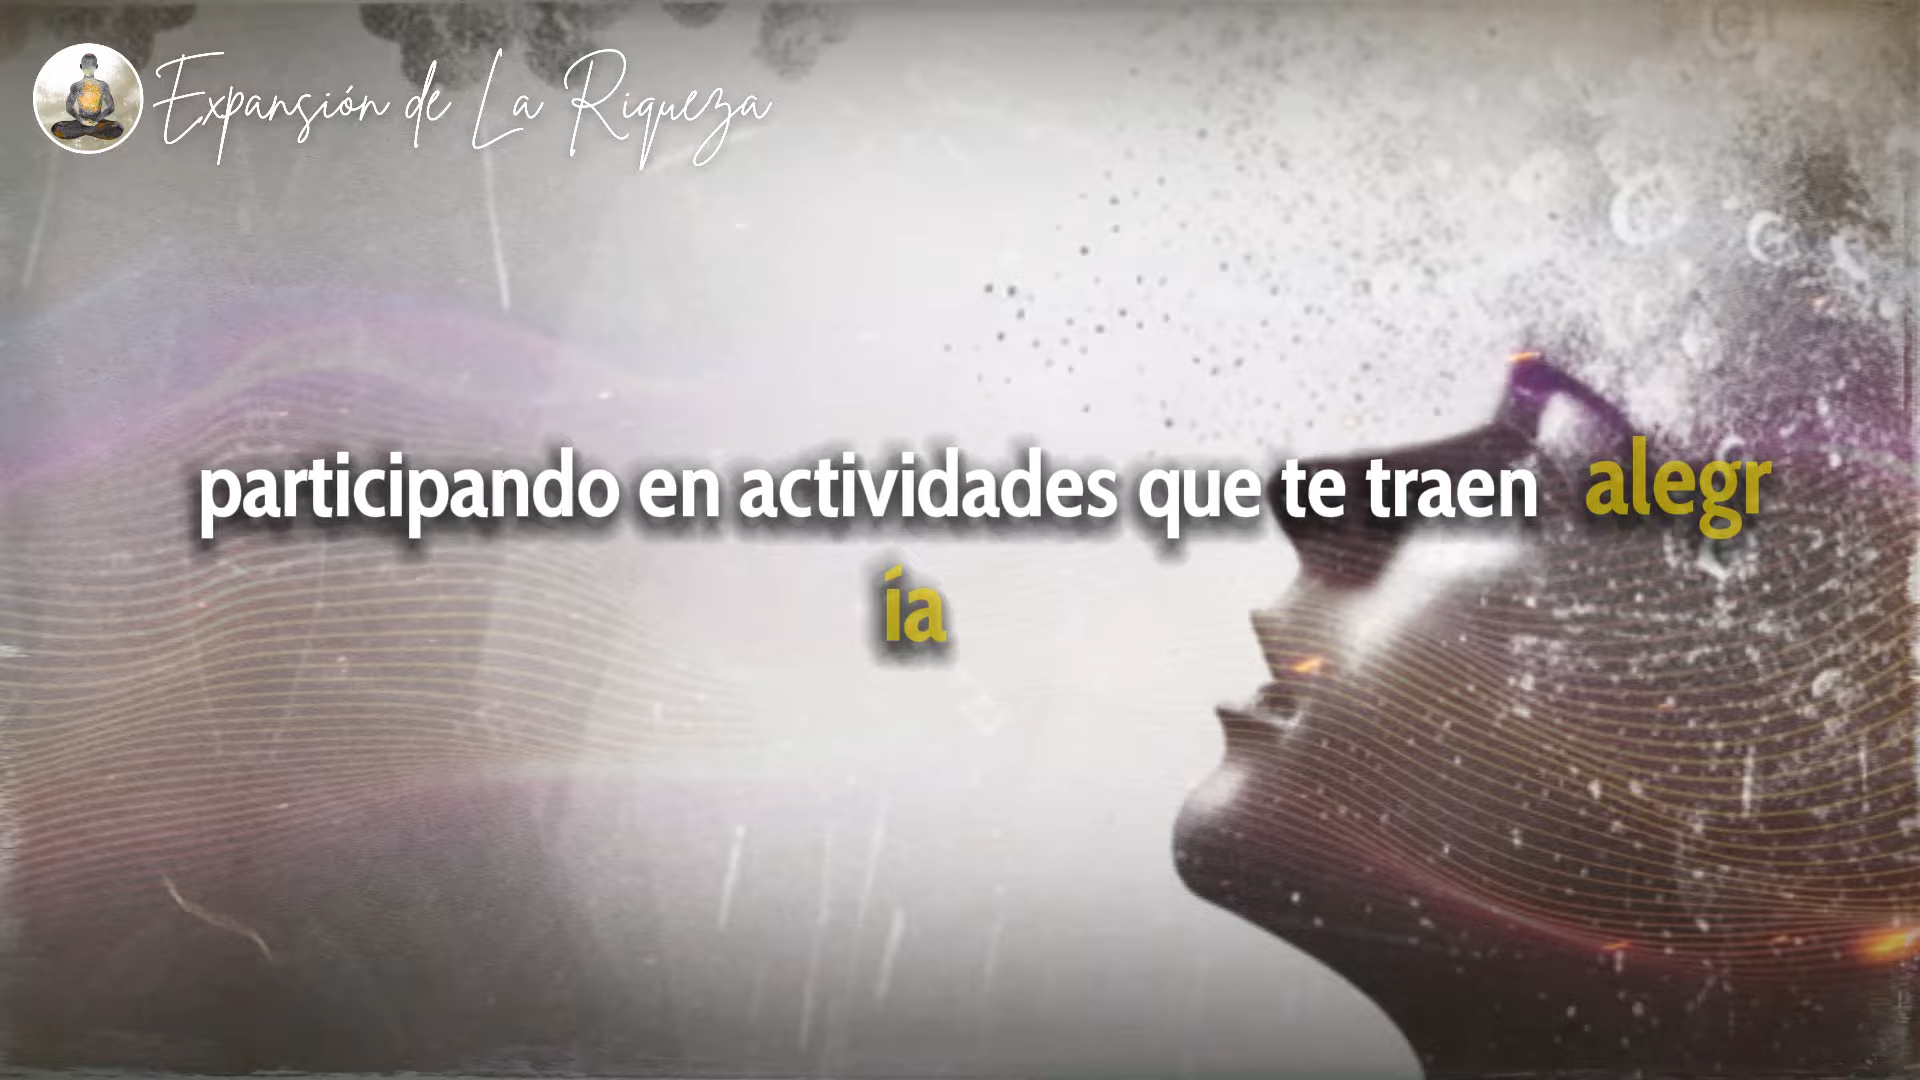 Expansión de La Riqueza
participando en actividades que te traen alegr
ía